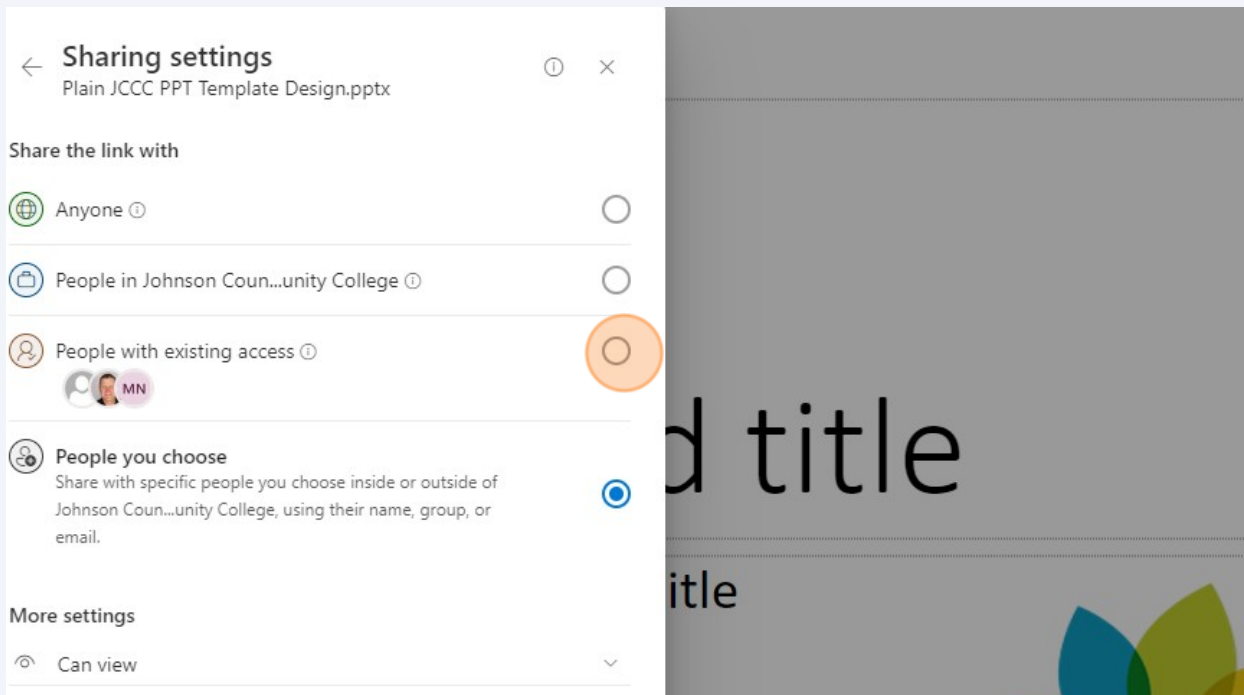 Sharing settings
Plain JCCC PPT Template Design.pptx
Share the link with
Anyone
People in Johnson Coun...unity College
People with existing access
MN
People you choose
Share with specific people you choose inside or outside of
Johnson Coun...unity College, using their name, group, or
email.
More settings
Can view
d title
itle